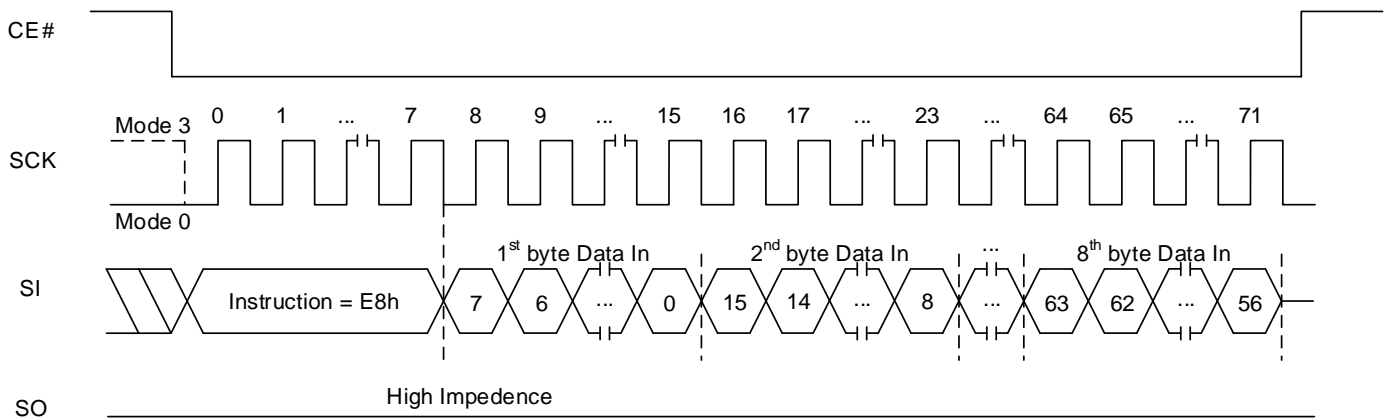 CE#
0 1 ... 7 8 9 ... 15 16 17 ... 23 ... 64 65 ... 71
Mode 3
SCK
Mode 0
1st byte Data In 2nd byte Data In ... 8th byte Data In
SI
Instruction = E8h 7 6 ... 0 15 14 ... 8 ... 63 62 ... 56
High Impedence
SO